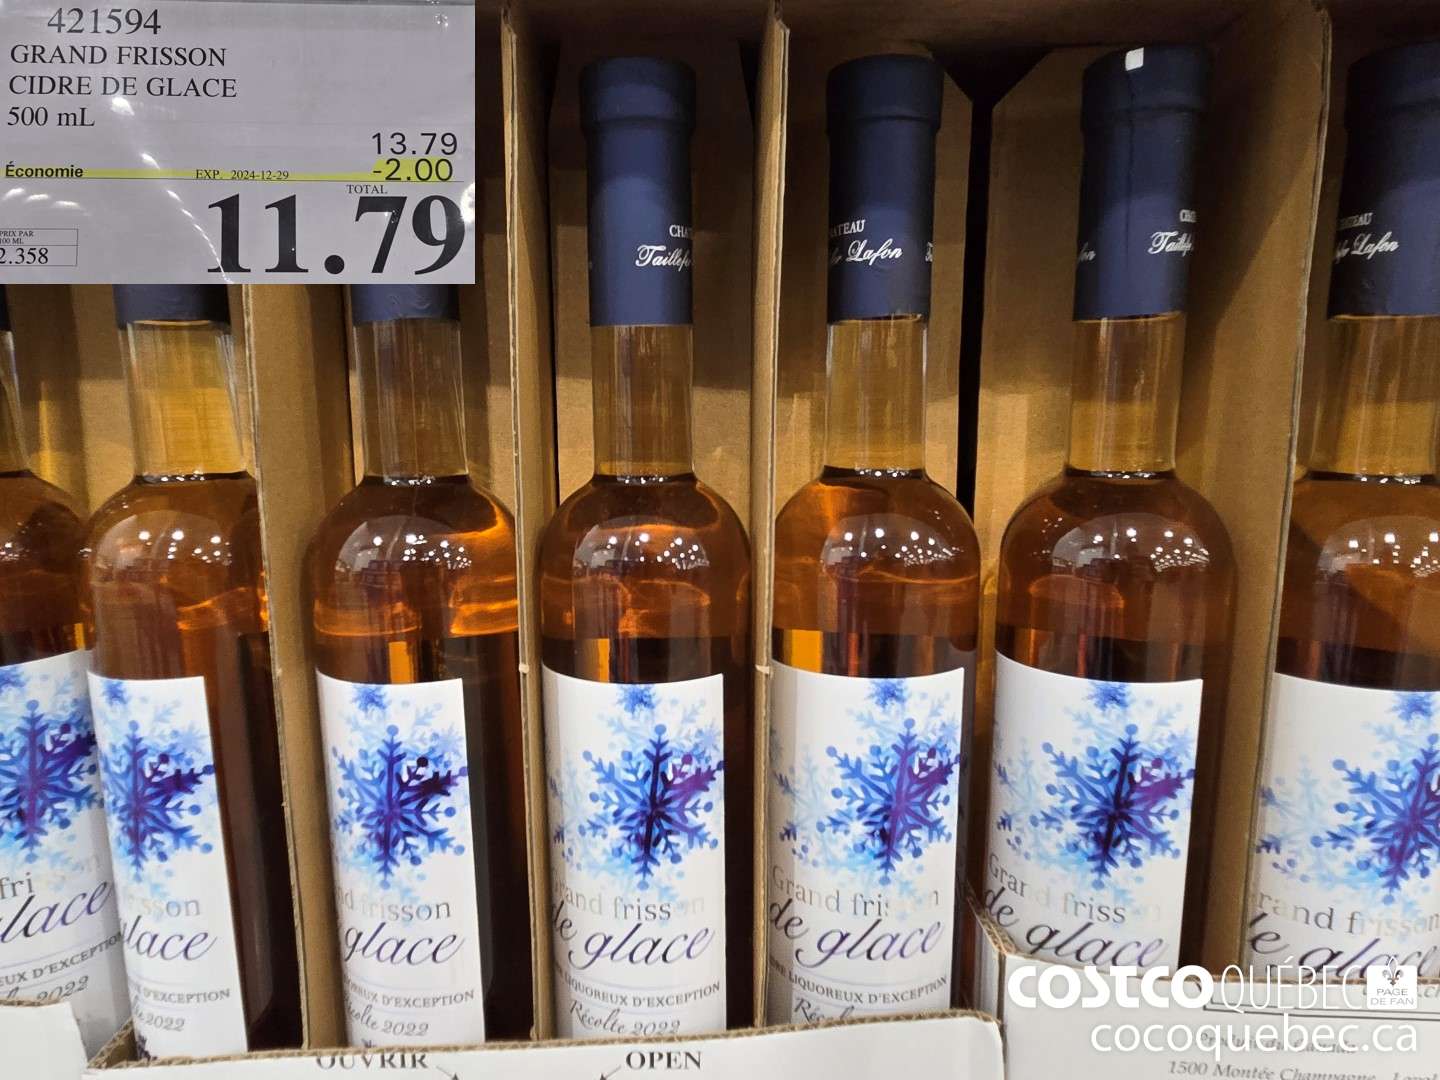 421594
GRAND FRISSON
CIDRE DE GLACE
500 mL
13.79
Économie EXP. 2024-12-29 -2.00
TOTAL
11.79
PRIX PAR
100 ML
2.358
CHATEAU
Taillefer Lafon
Grand frisson
de glace
LIQUOREUX D'EXCEPTION
Récolte 2022
OUVRIR OPEN
COSTCO QUÉBEC PAGE DE FAN
cocoquebec.ca
1500 Montée Champagne